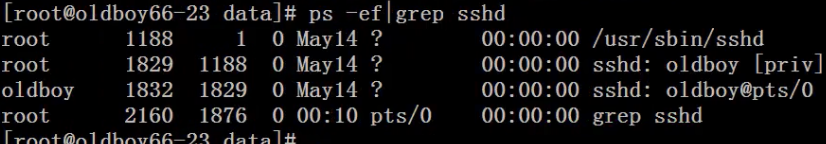 [root@oldboy66-23 data]# ps -ef|grep sshd
root      1188     1  0 May14 ?        00:00:00 /usr/sbin/sshd
root      1829  1188  0 May14 ?        00:00:00 sshd: oldboy [priv]
oldboy    1832  1829  0 May14 ?        00:00:00 sshd: oldboy@pts/0
root      2160  1876  0 00:10 pts/0    00:00:00 grep sshd
[root@oldboy66-23 data]#